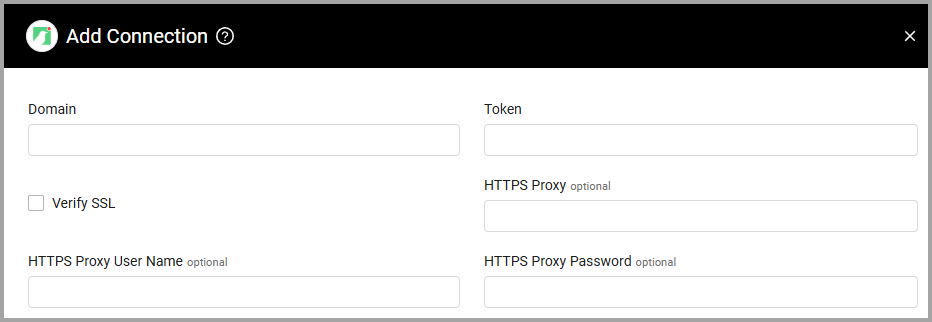 Add Connection ?
Domain
Token
Verify SSL
HTTPS Proxy optional
HTTPS Proxy User Name optional
HTTPS Proxy Password optional